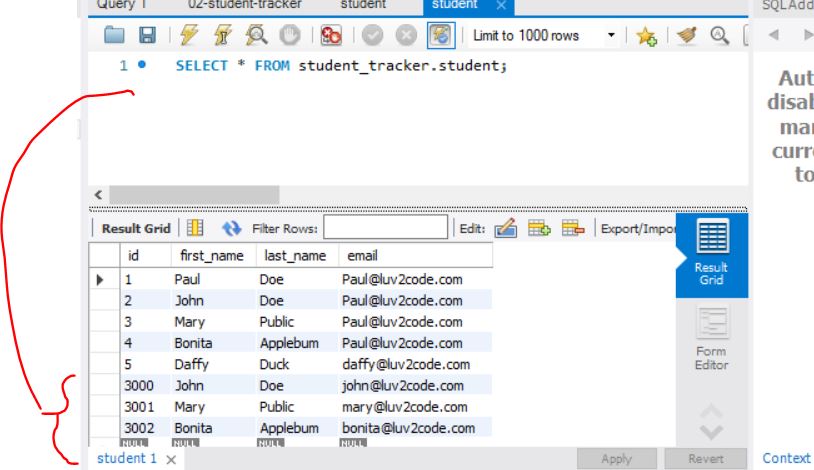 Query 1 02-student-tracker student student ×
SQLAdd
Limit to 1000 rows
1 SELECT * FROM student_tracker.student;
Result Grid Filter Rows: Edit: Export/Impo
id first_name last_name email
1 Paul Doe Paul@luv2code.com
2 John Doe Paul@luv2code.com
3 Mary Public Paul@luv2code.com
4 Bonita Applebum Paul@luv2code.com
5 Daffy Duck daffy@luv2code.com
3000 John Doe john@luv2code.com
3001 Mary Public mary@luv2code.com
3002 Bonita Applebum bonita@luv2code.com
NULL NULL NULL NULL
Result
Grid
Form
Editor
student 1 × Apply Revert
Aut
disab
mar
curre
to
Context